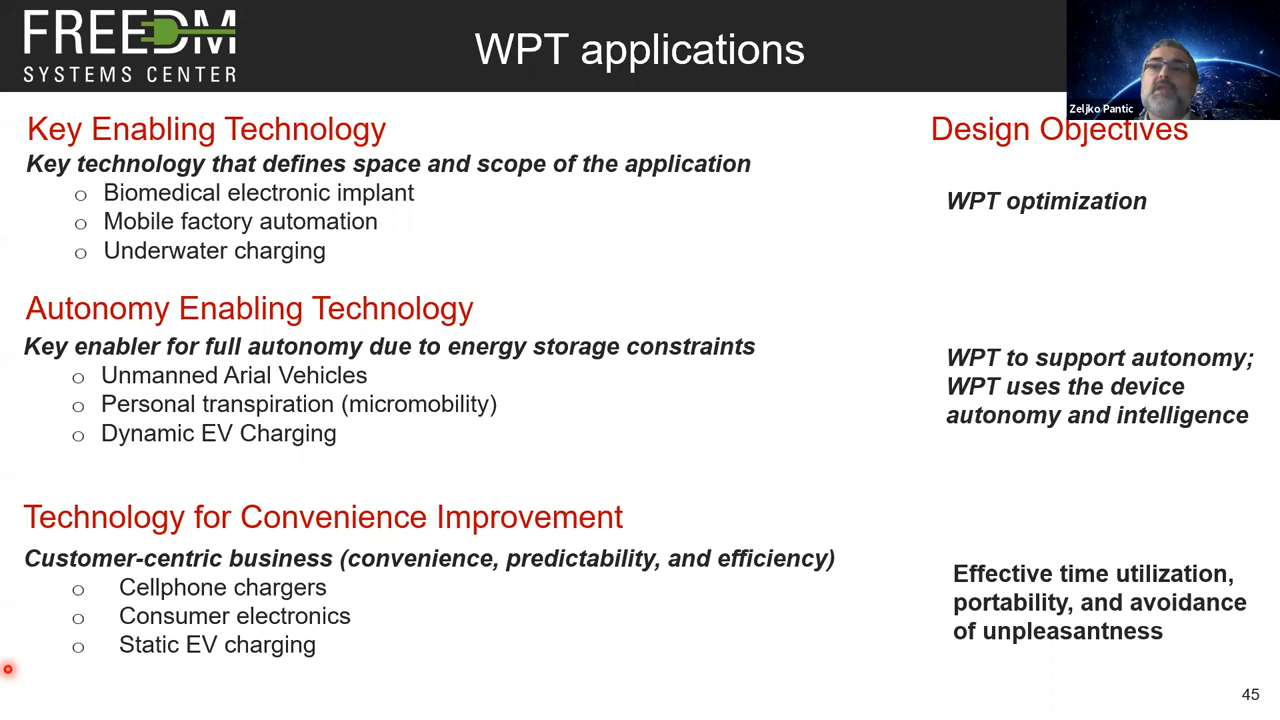 FREEDM
SYSTEMS CENTER
WPT applications
Zeljko Pantic
Key Enabling Technology
Design Objectives
Key technology that defines space and scope of the application
Biomedical electronic implant
WPT optimization
Mobile factory automation
Underwater charging
Autonomy Enabling Technology
Key enabler for full autonomy due to energy storage constraints
WPT to support autonomy;
Unmanned Arial Vehicles
WPT uses the device
Personal transpiration (micromobility)
autonomy and intelligence
Dynamic EV Charging
Technology for Convenience Improvement
Customer-centric business (convenience, predictability, and efficiency)
Effective time utilization,
Cellphone chargers
portability, and avoidance
Consumer electronics
of unpleasantness
Static EV charging
45